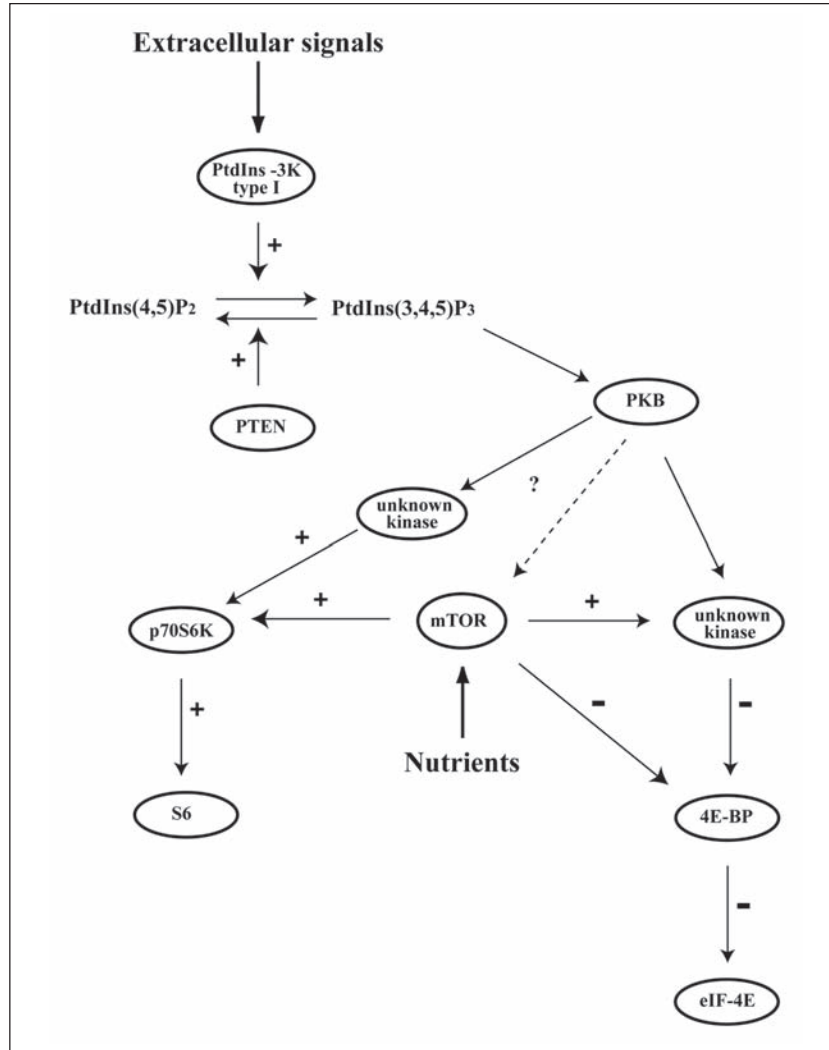 Extracellular signals
PtdIns -3K
type I
+
PtdIns(4,5)P2
PtdIns(3,4,5)P3
+
PTEN
PKB
?
unknown
kinase
+
+
+
p70S6K
mTOR
unknown
kinase
+
-
-
Nutrients
S6
4E-BP
-
eIF-4E